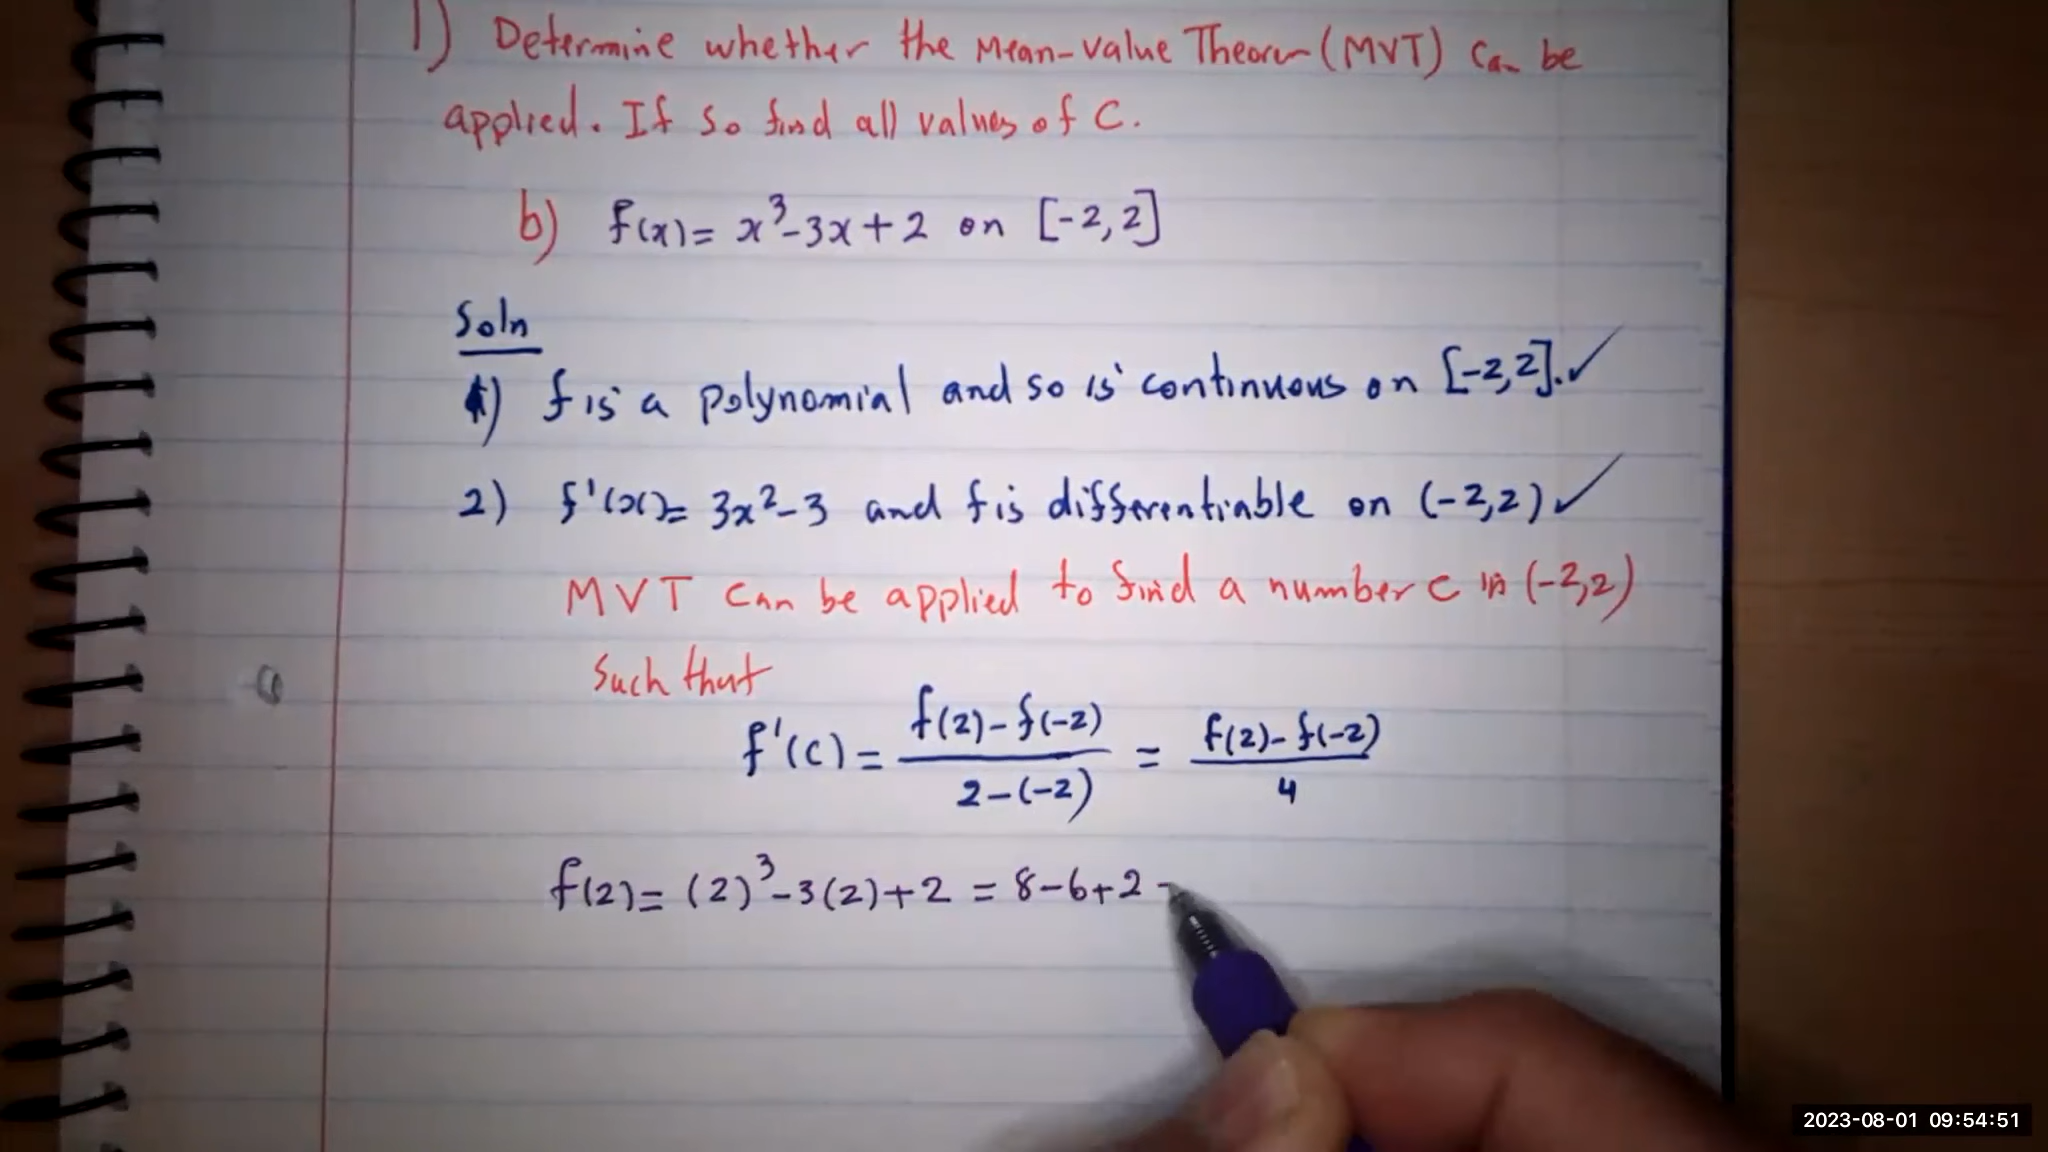 1) Determine whether the Mean-value Theorem (MVT) can be
applied. If so find all values of C.
b) f(x) = x³-3x+2 on [-2,2]
Soln
1) f is a polynomial and so is continuous on [-2,2]. ✓
2) f'(x) = 3x²-3 and f is differentiable on (-2,2) ✓
MVT can be applied to find a number c in (-2,2)
Such that
f'(c) = \frac{f(2)-f(-2)}{2-(-2)} = \frac{f(2)-f(-2)}{4}
f(2) = (2)³-3(2)+2 = 8-6+2 -
2023-08-01 09:54:51